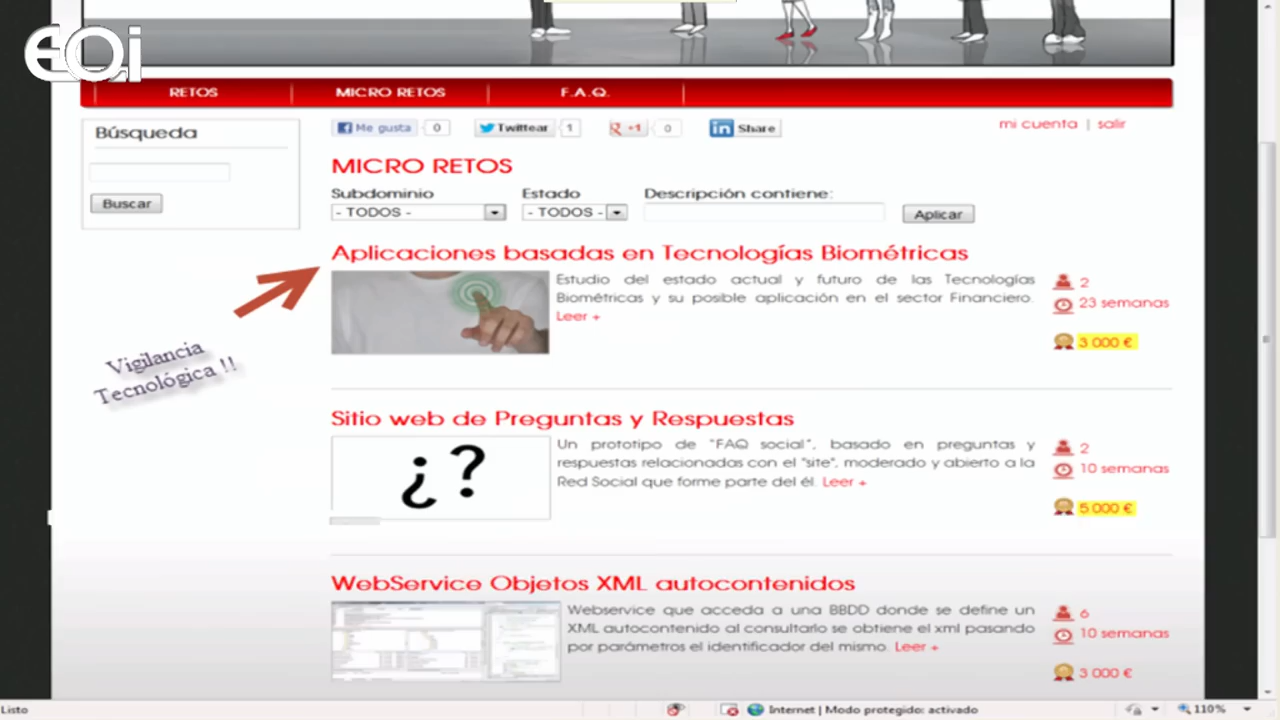 eoi
RETOS MICRO RETOS F.A.Q.
Búsqueda
Buscar
Me gusta 0 Twittear 1 +1 0 in Share
mi cuenta | salir
MICRO RETOS
Subdominio Estado Descripción contiene:
- TODOS - - TODOS - Aplicar
Aplicaciones basadas en Tecnologías Biométricas
Estudio del estado actual y futuro de las Tecnologías
Biométricas y su posible aplicación en el sector Financiero.
Leer +
2
23 semanas
3 000 €
Vigilancia
Tecnológica !!
Sitio web de Preguntas y Respuestas
¿?
Un prototipo de "FAQ social", basado en preguntas y
respuestas relacionadas con el "site", moderado y abierto a la
Red Social que forme parte del él. Leer +
2
10 semanas
5 000 €
WebService Objetos XML autocontenidos
Webservice que acceda a una BBDD donde se define un
XML autocontenido al consultarlo se obtiene el xml pasando
por parámetros el identificador del mismo. Leer +
6
10 semanas
3 000 €
Listo Internet | Modo protegido: activado 110%